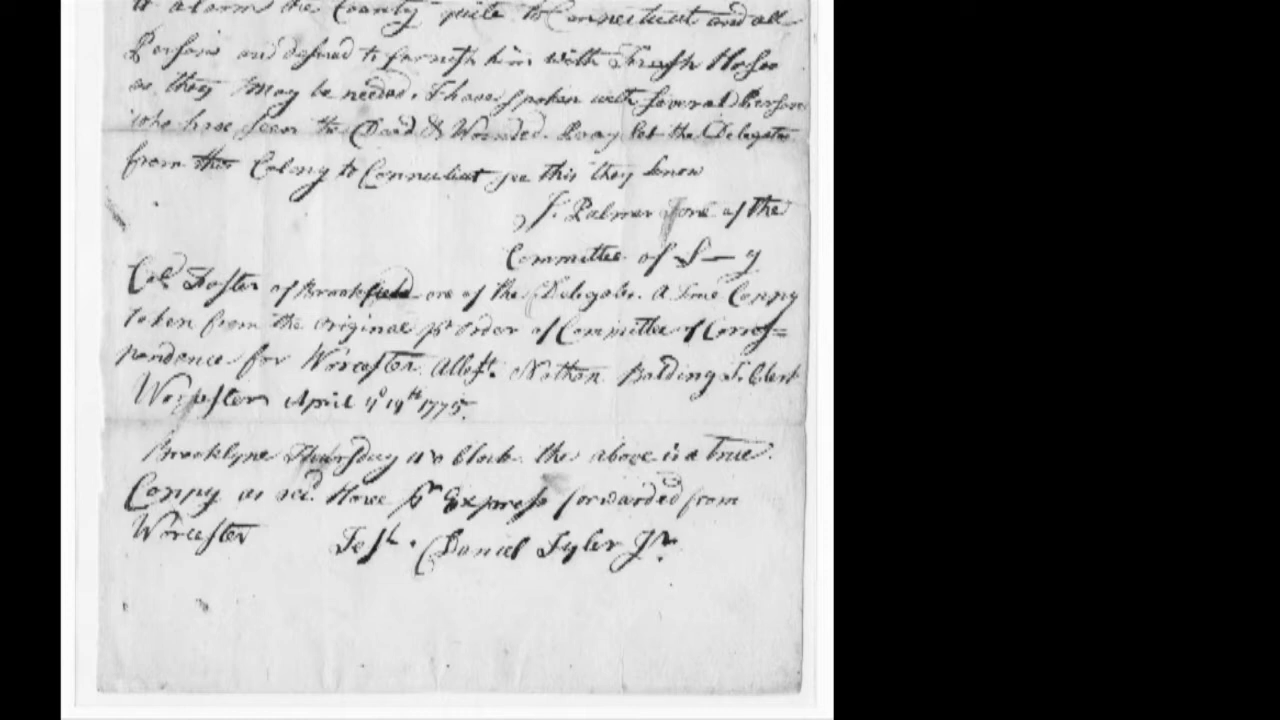 to alarm the County quite to Connecticut and all
Persons are desired to furnish him with Fresh Horses
as they May be needed. I have spoken with Several Persons
who have seen the Dead & Wounded. Pray let the Delegates
from this Colony to Connecticut see this they know
J. Palmer one of the
Committee of S—y
Col. Foster of Brookfield one of the Delegates. A True Coppy
taken from the original pr order of Committee of Corres=
pondence for Worcester. Attest. Nathan Balding T. Clerk
Worcester April ye 19th 1775.
Brooklyne Thursday 11 o Clock the above is a True
Coppy as recd. Here pr Express forwarded from
Worcester Test. Daniel Tyler Jr.